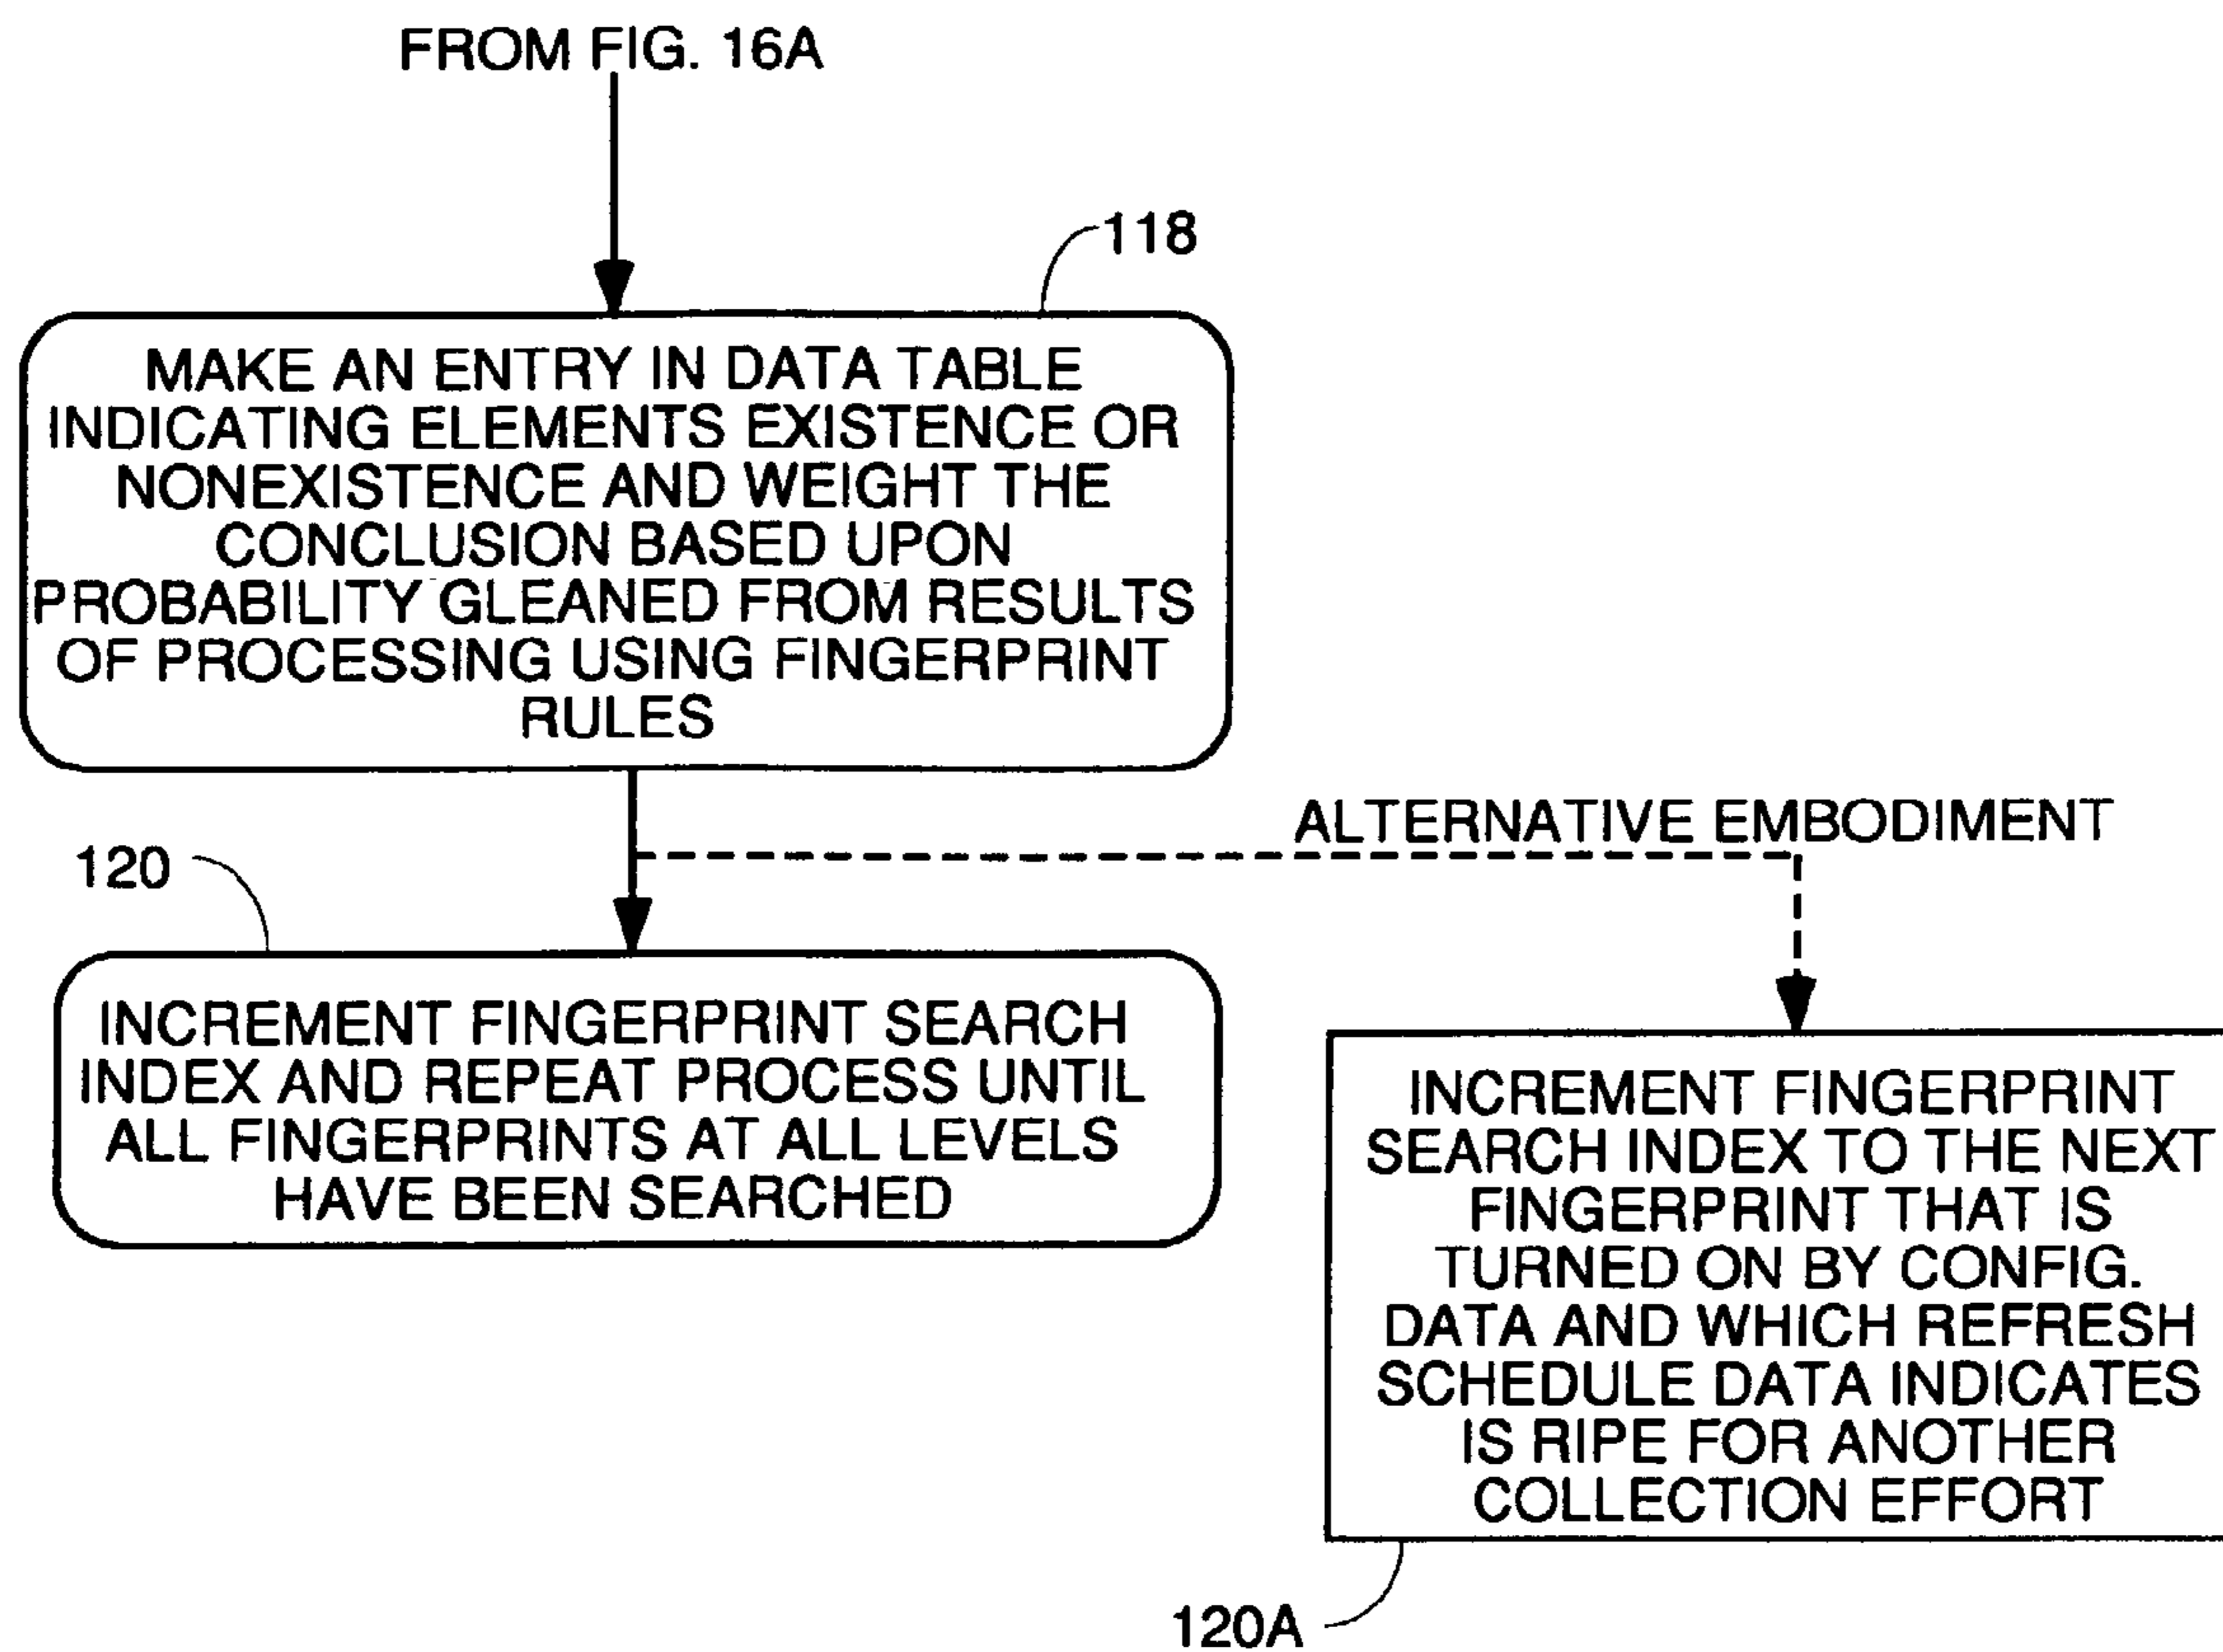 FROM FIG. 16A
118
MAKE AN ENTRY IN DATA TABLE
INDICATING ELEMENTS EXISTENCE OR
NONEXISTENCE AND WEIGHT THE
CONCLUSION BASED UPON
PROBABILITY GLEANED FROM RESULTS
OF PROCESSING USING FINGERPRINT
RULES
ALTERNATIVE EMBODIMENT
120
INCREMENT FINGERPRINT SEARCH
INDEX AND REPEAT PROCESS UNTIL
ALL FINGERPRINTS AT ALL LEVELS
HAVE BEEN SEARCHED
INCREMENT FINGERPRINT
SEARCH INDEX TO THE NEXT
FINGERPRINT THAT IS
TURNED ON BY CONFIG.
DATA AND WHICH REFRESH
SCHEDULE DATA INDICATES
IS RIPE FOR ANOTHER
COLLECTION EFFORT
120A